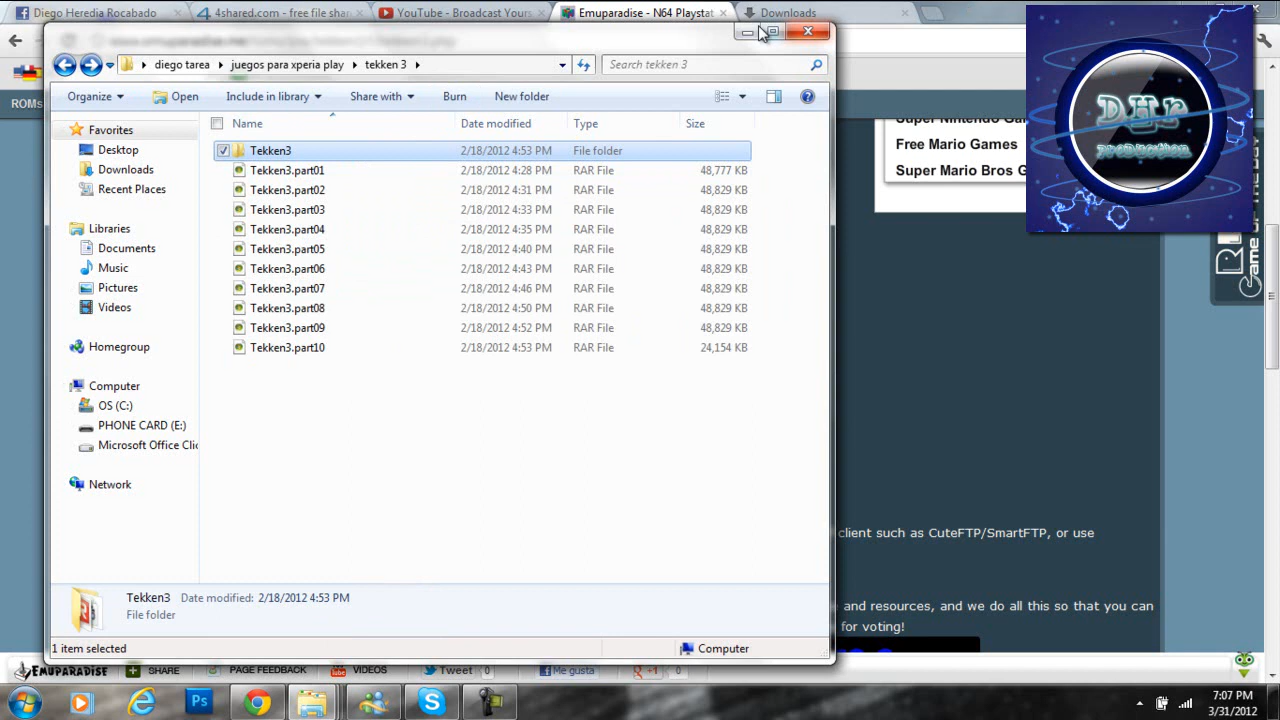 Diego Heredia Rocabado
4shared.com - free file shari
YouTube - Broadcast Yours
Emuparadise - N64 Playstat
Downloads
diego tarea
juegos para xperia play
tekken 3
Search tekken 3
Organize
Open
Include in library
Share with
Burn
New folder
Name
Date modified
Type
Size
Favorites
Desktop
Downloads
Recent Places
Libraries
Documents
Music
Pictures
Videos
Homegroup
Computer
OS (C:)
PHONE CARD (E:)
Microsoft Office Clic
Network
Tekken3 2/18/2012 4:53 PM File folder
Tekken3.part01 2/18/2012 4:28 PM RAR File 48,777 KB
Tekken3.part02 2/18/2012 4:31 PM RAR File 48,829 KB
Tekken3.part03 2/18/2012 4:33 PM RAR File 48,829 KB
Tekken3.part04 2/18/2012 4:35 PM RAR File 48,829 KB
Tekken3.part05 2/18/2012 4:40 PM RAR File 48,829 KB
Tekken3.part06 2/18/2012 4:43 PM RAR File 48,829 KB
Tekken3.part07 2/18/2012 4:46 PM RAR File 48,829 KB
Tekken3.part08 2/18/2012 4:50 PM RAR File 48,829 KB
Tekken3.part09 2/18/2012 4:52 PM RAR File 48,829 KB
Tekken3.part10 2/18/2012 4:53 PM RAR File 24,154 KB
Tekken3 Date modified: 2/18/2012 4:53 PM
File folder
1 item selected
Computer
ROMs
Super Nintendo Ga
Free Mario Games
Super Mario Bros G
DHr
production
client such as CuteFTP/SmartFTP, or use
and resources, and we do all this so that you can
for voting!
EMUPARADISE
SHARE
PAGE FEEDBACK
VIDEOS
Tweet 0
Me gusta
+1 0
Ps
7:07 PM
3/31/2012